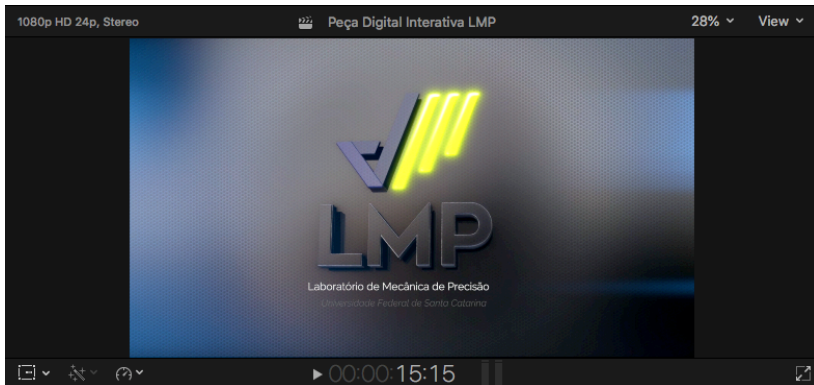 1080p HD 24p, Stereo Peça Digital Interativa LMP 28% View
LMP
Laboratório de Mecânica de Precisão
Universidade Federal de Santa Catarina
00:00:15:15